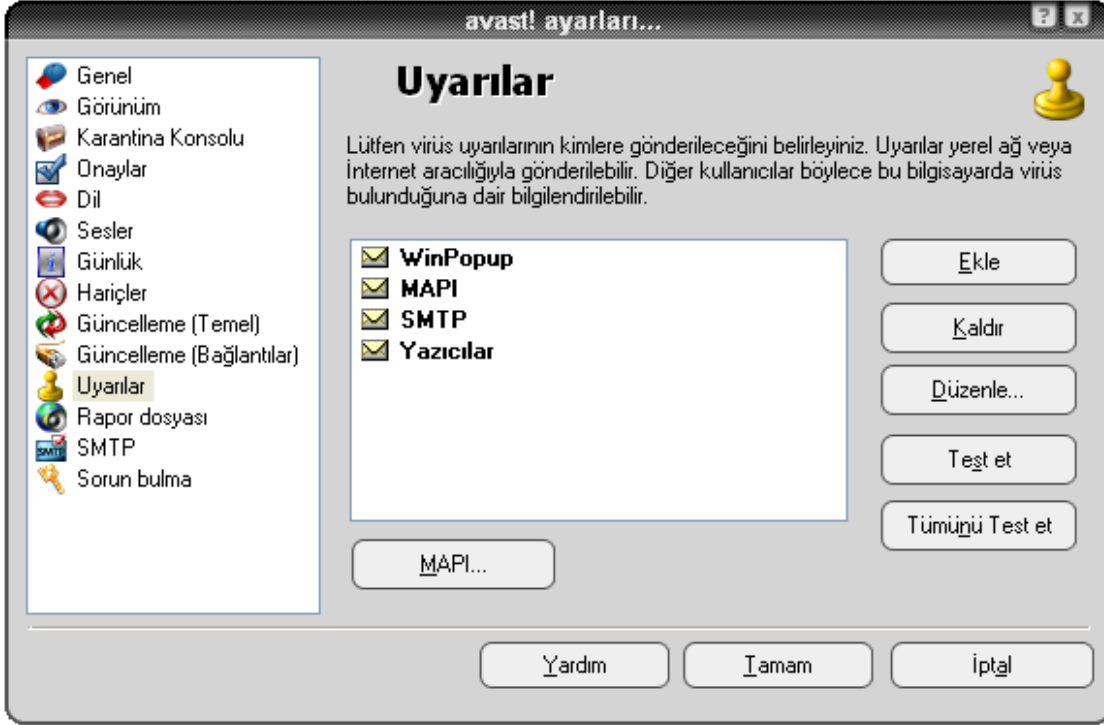 avast! ayarları...
Genel
Görünüm
Karantina Konsolu
Onaylar
Dil
Sesler
Günlük
Hariçler
Güncelleme (Temel)
Güncelleme (Bağlantılar)
Uyarılar
Rapor dosyası
SMTP
Sorun bulma
Uyarılar
Lütfen virüs uyarılarının kimlere gönderileceğini belirleyiniz. Uyarılar yerel ağ veya
İnternet aracılığıyla gönderilebilir. Diğer kullanıcılar böylece bu bilgisayarda virüs
bulunduğuna dair bilgilendirilebilir.
WinPopup
MAPI
SMTP
Yazıcılar
Ekle
Kaldır
Düzenle...
Test et
Tümünü Test et
MAPI...
Yardım
Tamam
İptal